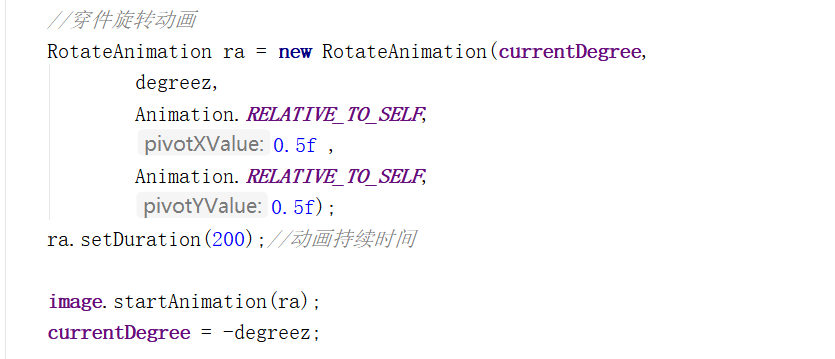 //穿件旋转动画
RotateAnimation ra = new RotateAnimation(currentDegree,
degreez,
Animation.RELATIVE_TO_SELF,
pivotXValue: 0.5f ,
Animation.RELATIVE_TO_SELF,
pivotYValue: 0.5f);
ra.setDuration(200);//动画持续时间
image.startAnimation(ra);
currentDegree = -degreez;